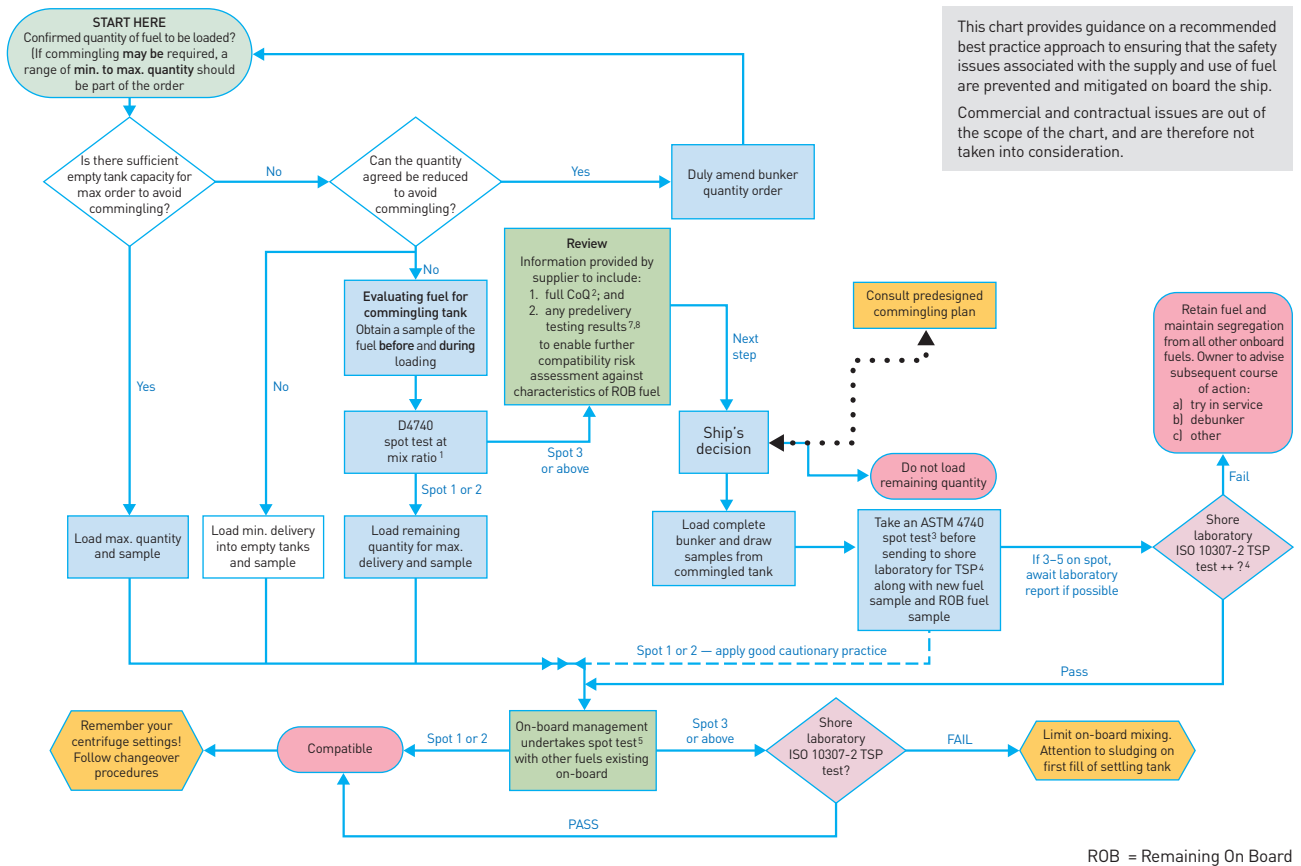 START HERE
Confirmed quantity of fuel to be loaded?
(If commingling may be required, a
range of min. to max. quantity should
be part of the order
This chart provides guidance on a recommended
best practice approach to ensuring that the safety
issues associated with the supply and use of fuel
are prevented and mitigated on board the ship.
Commercial and contractual issues are out of
the scope of the chart, and are therefore not
taken into consideration.
Is there sufficient
empty tank capacity for
max order to avoid
commingling?
No
Can the quantity
agreed be reduced
to avoid
commingling?
Yes
Duly amend bunker
quantity order
No
Evaluating fuel for
commingling tank
Obtain a sample of the
fuel before and during
loading
Review
Information provided by
supplier to include:
1. full CoQ2; and
2. any predelivery
testing results7,8
to enable further
compatibility risk
assessment against
characteristics of ROB fuel
Next
step
Consult predesigned
commingling plan
Retain fuel and
maintain segregation
from all other onboard
fuels. Owner to advise
subsequent course
of action:
a) try in service
b) debunker
c) other
Yes
No
D4740
spot test at
mix ratio 1
Spot 3
or above
Ship's
decision
Do not load
remaining quantity
Fail
Spot 1 or 2
Load max. quantity
and sample
Load min. delivery
into empty tanks
and sample
Load remaining
quantity for max.
delivery and sample
Load complete
bunker and draw
samples from
commingled tank
Take an ASTM 4740
spot test3 before
sending to shore
laboratory for TSP4
along with new fuel
sample and ROB fuel
sample
If 3–5 on spot,
await laboratory
report if possible
Shore
laboratory
ISO 10307-2 TSP
test ++ ?4
Spot 1 or 2 — apply good cautionary practice
Pass
Remember your
centrifuge settings!
Follow changeover
procedures
Compatible
Spot 1 or 2
On-board management
undertakes spot test5
with other fuels existing
on-board
Spot 3
or above
Shore
laboratory
ISO 10307-2 TSP
test?
FAIL
Limit on-board mixing.
Attention to sludging on
first fill of settling tank
PASS
ROB = Remaining On Board